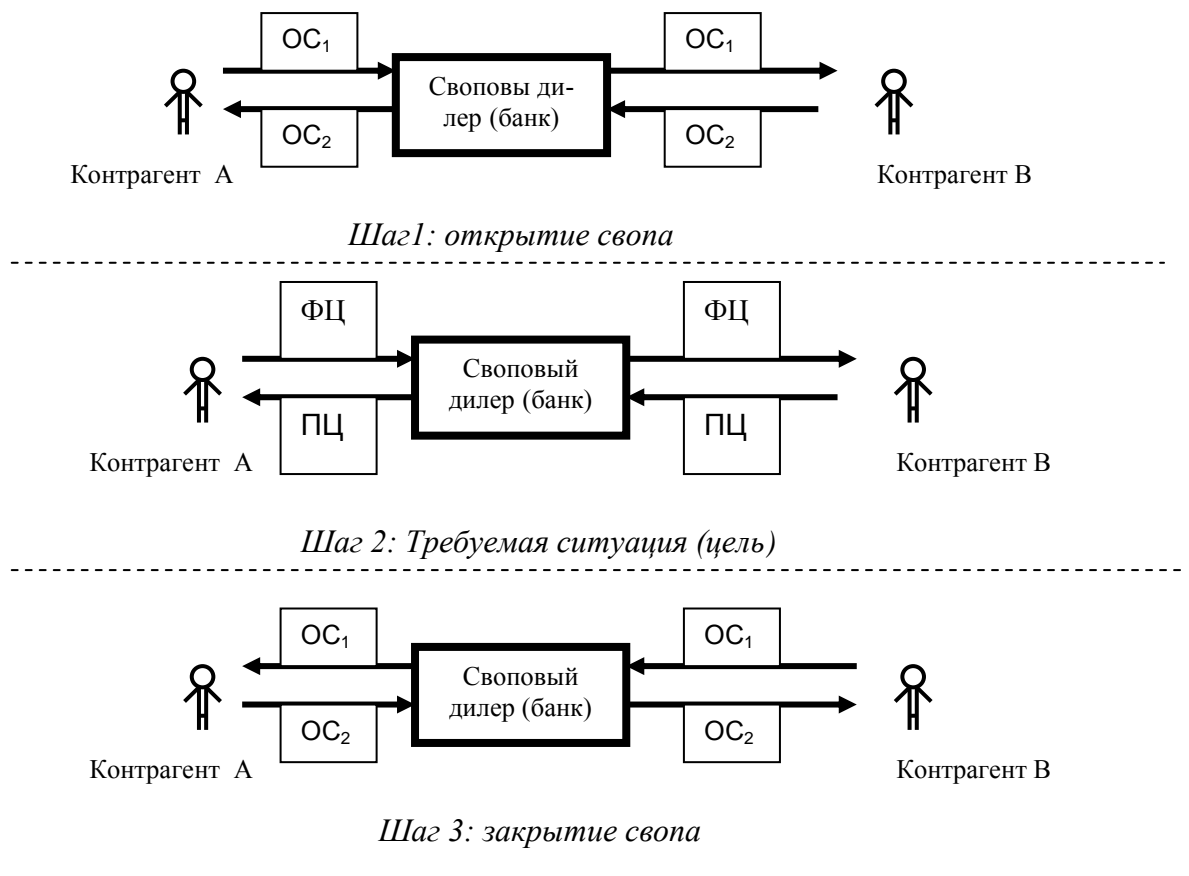 ОС₁ ОС₁
Своповы ди-
лер (банк)
ОС₂ ОС₂
Контрагент А Контрагент В
Шаг1: открытие свопа
ФЦ ФЦ
Своповый
дилер (банк)
ПЦ ПЦ
Контрагент А Контрагент В
Шаг 2: Требуемая ситуация (цель)
ОС₁ ОС₁
Своповый
дилер (банк)
ОС₂ ОС₂
Контрагент А Контрагент В
Шаг 3: закрытие свопа